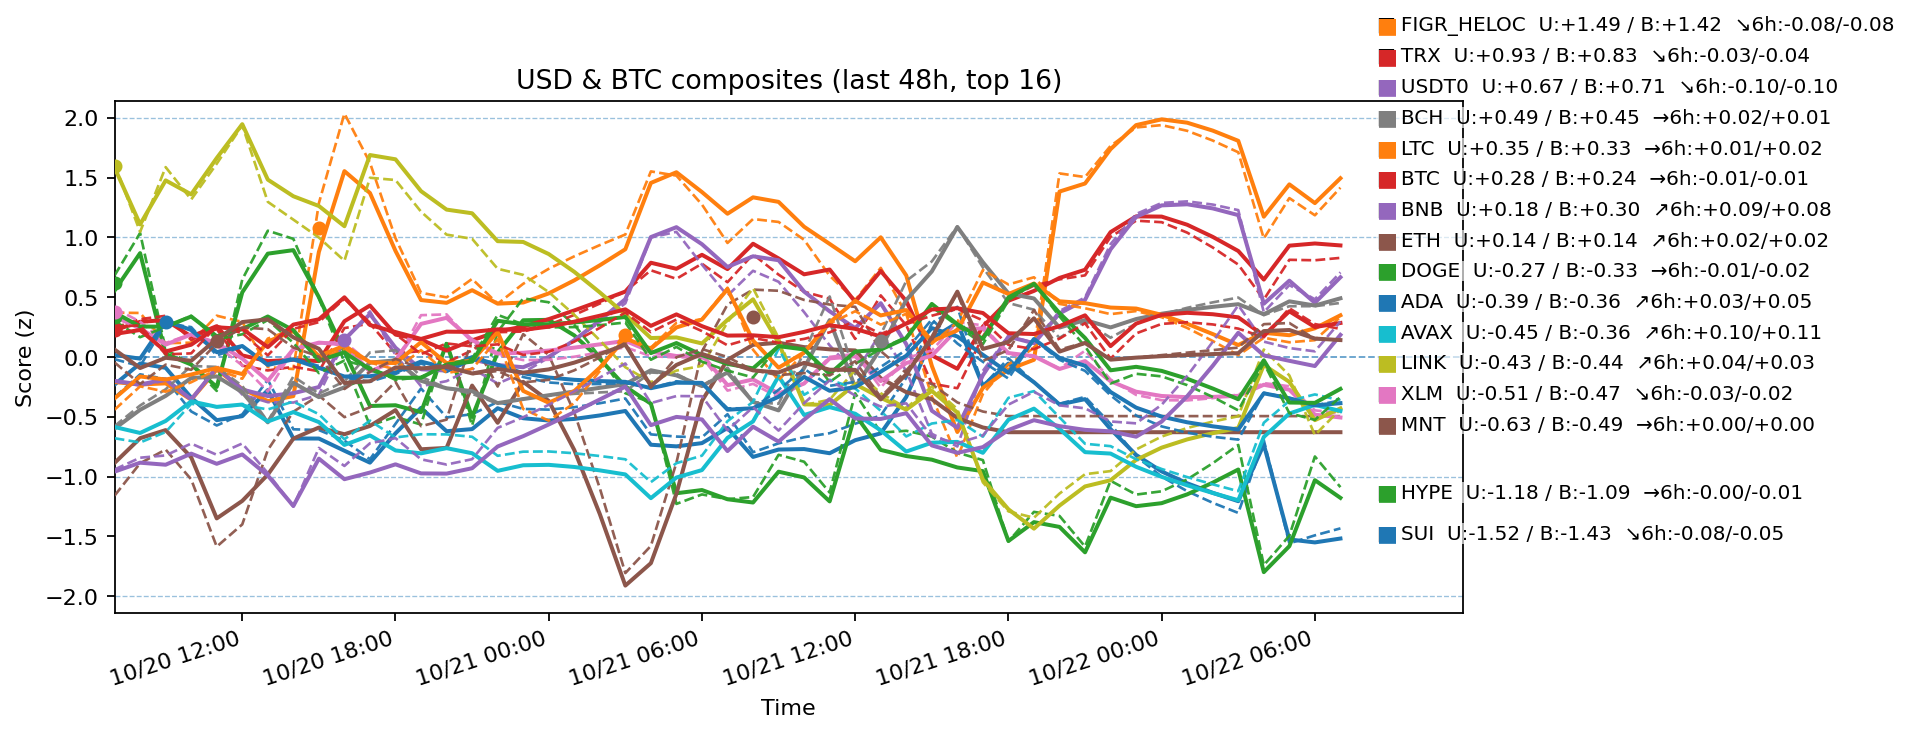 USD & BTC composites (last 48h, top 16)
FIGR_HELOC U:+1.49 / B:+1.42 ↘6h:-0.08/-0.08
TRX U:+0.93 / B:+0.83 ↘6h:-0.03/-0.04
USDT0 U:+0.67 / B:+0.71 ↘6h:-0.10/-0.10
BCH U:+0.49 / B:+0.45 →6h:+0.02/+0.01
LTC U:+0.35 / B:+0.33 →6h:+0.01/+0.02
BTC U:+0.28 / B:+0.24 →6h:-0.01/-0.01
BNB U:+0.18 / B:+0.30 ↗6h:+0.09/+0.08
ETH U:+0.14 / B:+0.14 ↗6h:+0.02/+0.02
DOGE U:-0.27 / B:-0.33 →6h:-0.01/-0.02
ADA U:-0.39 / B:-0.36 ↗6h:+0.03/+0.05
AVAX U:-0.45 / B:-0.36 ↗6h:+0.10/+0.11
LINK U:-0.43 / B:-0.44 ↗6h:+0.04/+0.03
XLM U:-0.51 / B:-0.47 ↘6h:-0.03/-0.02
MNT U:-0.63 / B:-0.49 →6h:+0.00/+0.00
HYPE U:-1.18 / B:-1.09 →6h:-0.00/-0.01
SUI U:-1.52 / B:-1.43 ↘6h:-0.08/-0.05
Score (z)
2.0
1.5
1.0
0.5
0.0
−0.5
−1.0
−1.5
−2.0
10/20 12:00
10/20 18:00
10/21 00:00
10/21 06:00
10/21 12:00
10/21 18:00
10/22 00:00
10/22 06:00
Time